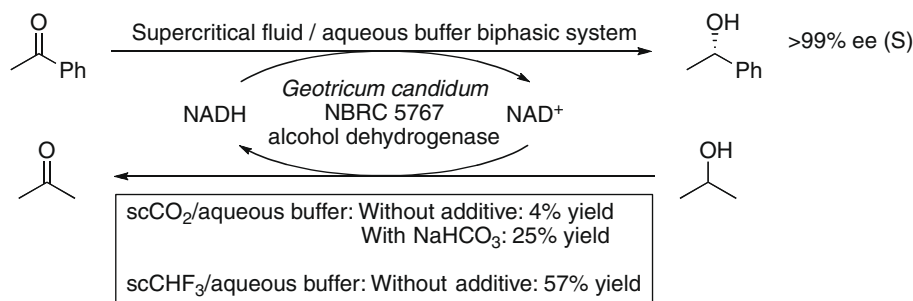 O
Ph
Supercritical fluid / aqueous buffer biphasic system
OH
Ph
>99% ee (S)
NADH
Geotricum candidum
NBRC 5767
alcohol dehydrogenase
NAD+
O
OH
scCO₂/aqueous buffer: Without additive: 4% yield
With NaHCO₃: 25% yield
scCHF₃/aqueous buffer: Without additive: 57% yield